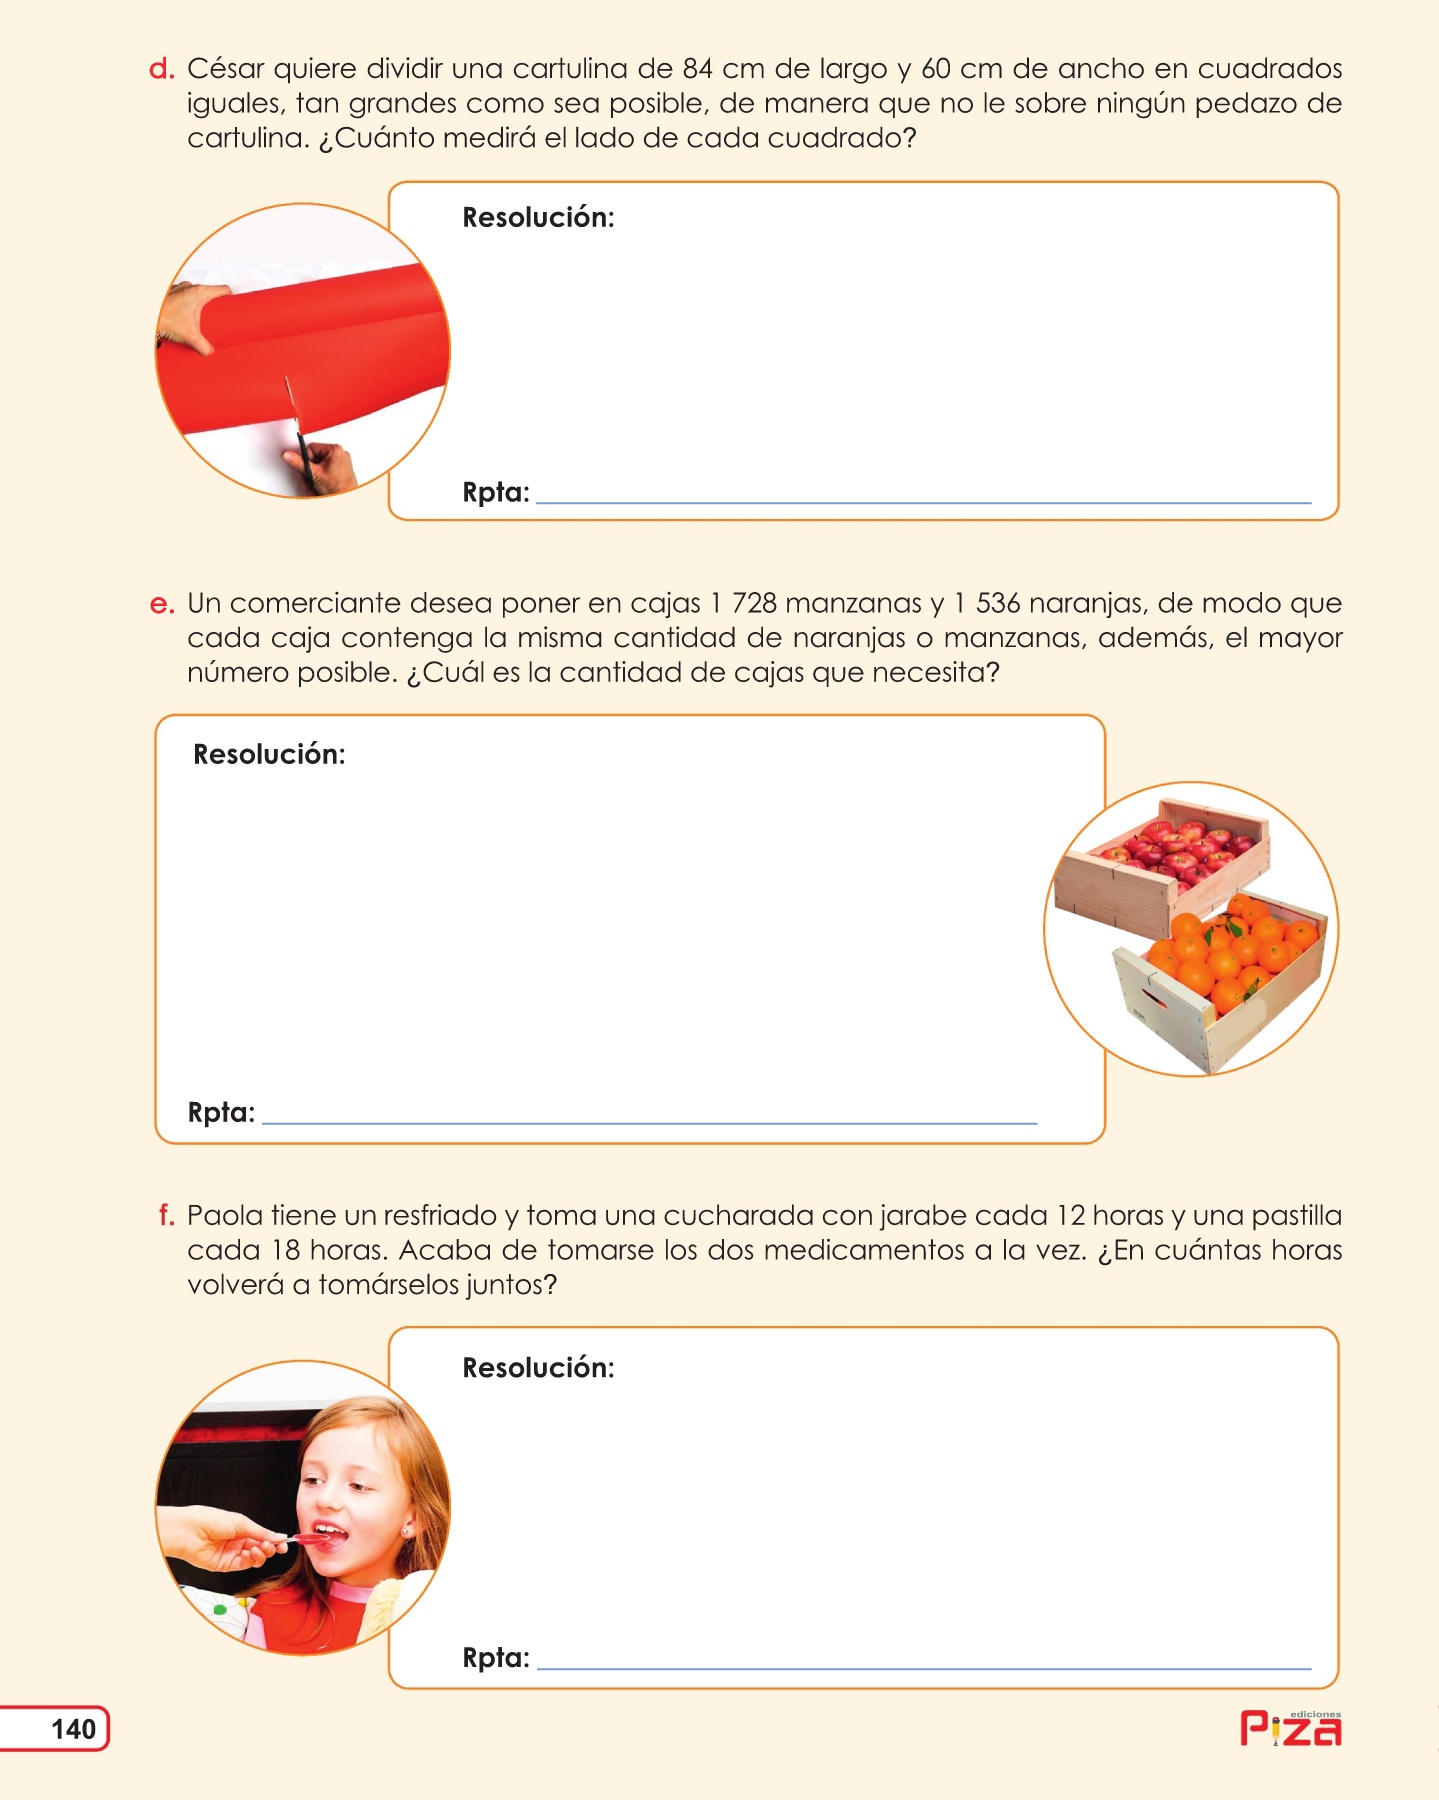 d. César quiere dividir una cartulina de 84 cm de largo y 60 cm de ancho en cuadrados
iguales, tan grandes como sea posible, de manera que no le sobre ningún pedazo de
cartulina. ¿Cuánto medirá el lado de cada cuadrado?
Resolución:
Rpta:
e. Un comerciante desea poner en cajas 1 728 manzanas y 1 536 naranjas, de modo que
cada caja contenga la misma cantidad de naranjas o manzanas, además, el mayor
número posible. ¿Cuál es la cantidad de cajas que necesita?
Resolución:
Rpta:
f. Paola tiene un resfriado y toma una cucharada con jarabe cada 12 horas y una pastilla
cada 18 horas. Acaba de tomarse los dos medicamentos a la vez. ¿En cuántas horas
volverá a tomárselos juntos?
Resolución:
Rpta:
140
ediciones
Piza